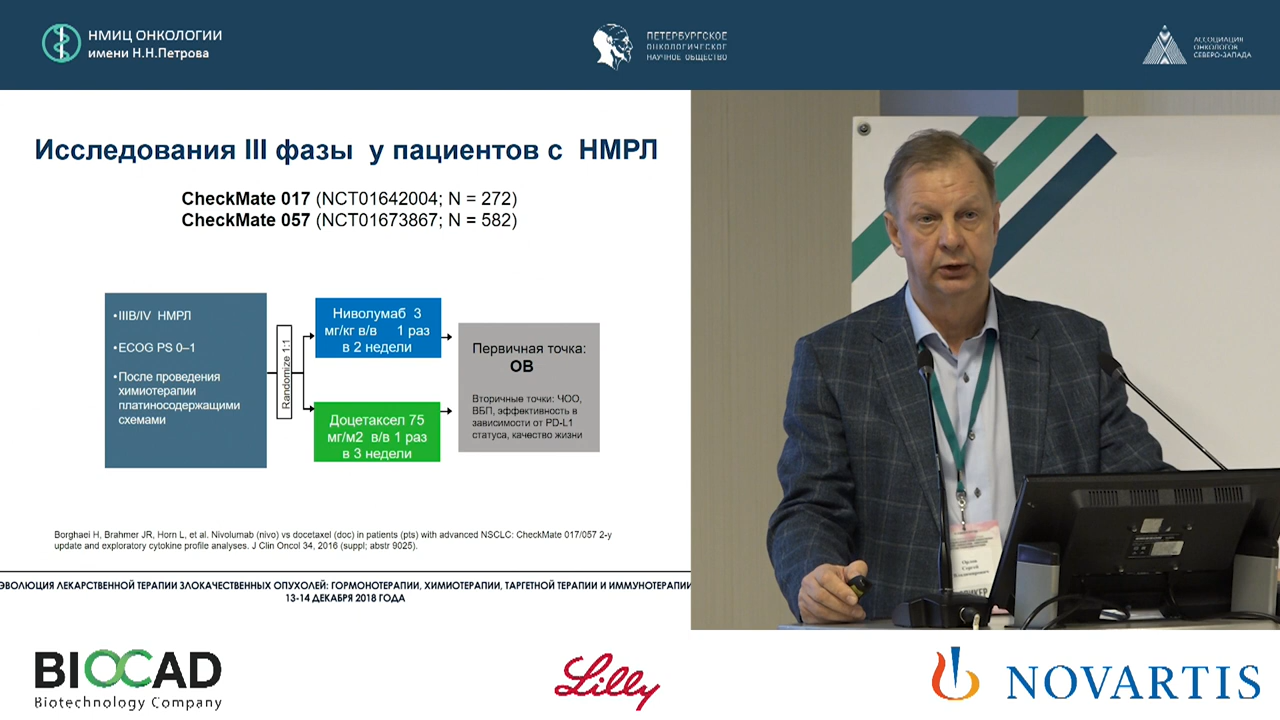 НМИЦ ОНКОЛОГИИ
имени Н.Н.Петрова
ПЕТЕРБУРГСКОЕ
ОНКОЛОГИЧЕСКОЕ
НАУЧНОЕ ОБЩЕСТВО
АССОЦИАЦИЯ
ОНКОЛОГОВ
СЕВЕРО-ЗАПАДА
Исследования III фазы у пациентов с НМРЛ
CheckMate 017 (NCT01642004; N = 272)
CheckMate 057 (NCT01673867; N = 582)
•IIIB/IV НМРЛ
•ECOG PS 0–1
•После проведения
химиотерапии
платиносодержащими
схемами
Randomize 1:1
Ниволумаб 3
мг/кг в/в 1 раз
в 2 недели
Доцетаксел 75
мг/м2 в/в 1 раз
в 3 недели
Первичная точка:
ОВ
Вторичные точки: ЧОО,
ВБП, эффективность в
зависимости от PD-L1
статуса, качество жизни
Borghaei H, Brahmer JR, Horn L, et al. Nivolumab (nivo) vs docetaxel (doc) in patients (pts) with advanced NSCLC: CheckMate 017/057 2-y
update and exploratory cytokine profile analyses. J Clin Oncol 34, 2016 (suppl; abstr 9025).
ЭВОЛЮЦИЯ ЛЕКАРСТВЕННОЙ ТЕРАПИИ ЗЛОКАЧЕСТВЕННЫХ ОПУХОЛЕЙ: ГОРМОНОТЕРАПИИ, ХИМИОТЕРАПИИ, ТАРГЕТНОЙ ТЕРАПИИ И ИММУНОТЕРАПИИ
13-14 ДЕКАБРЯ 2018 ГОДА
Орлов
Сергей
Владимирович
BIOCAD
Biotechnology Company
Lilly
NOVARTIS